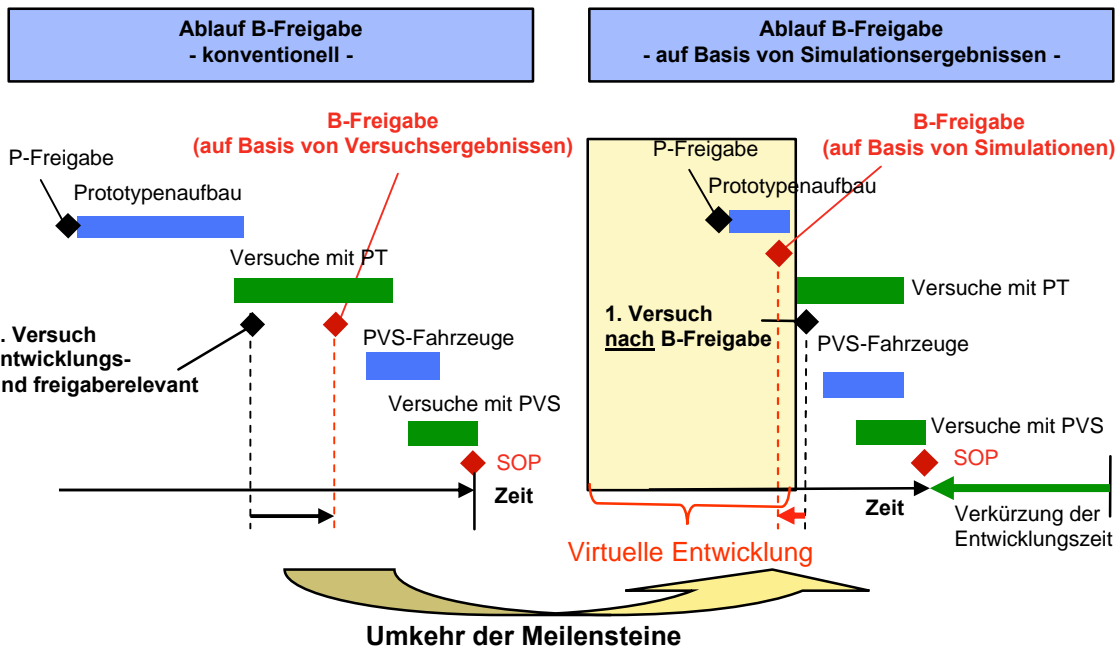 Ablauf B-Freigabe
- konventionell -
Ablauf B-Freigabe
- auf Basis von Simulationsergebnissen -
B-Freigabe
(auf Basis von Versuchsergebnissen)
P-Freigabe
Prototypenaufbau
Versuche mit PT
. Versuch
ntwicklungs-
nd freigaberelevant
PVS-Fahrzeuge
Versuche mit PVS
SOP
Zeit
B-Freigabe
(auf Basis von Simulationen)
P-Freigabe
Prototypenaufbau
Versuche mit PT
1. Versuch
nach B-Freigabe
PVS-Fahrzeuge
Versuche mit PVS
SOP
Zeit
Verkürzung der
Entwicklungszeit
Virtuelle Entwicklung
Umkehr der Meilensteine